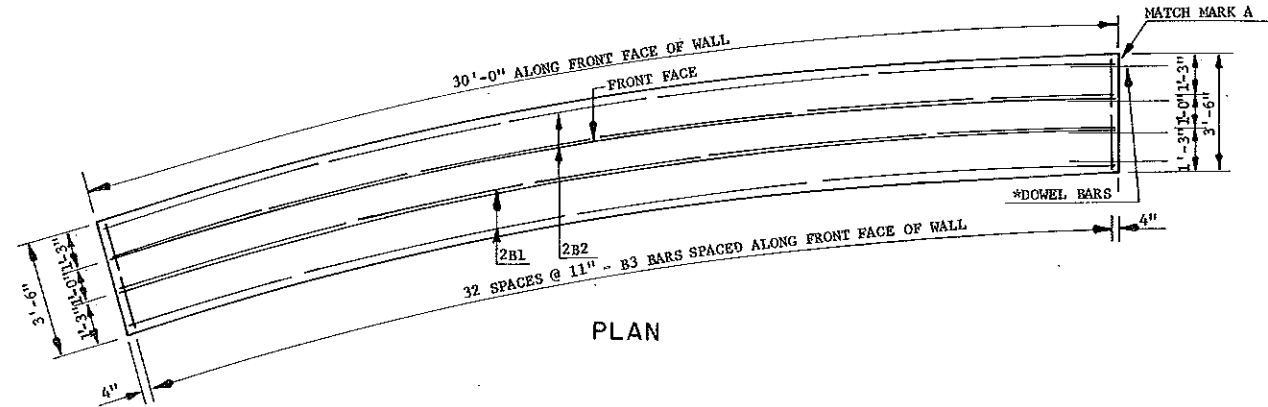 MATCH MARK A
30'-0" ALONG FRONT FACE OF WALL
FRONT FACE
1'-3"
1'-0"
1'-3"
3'-6"
*DOWEL BARS
4"
2B1
2B2
32 SPACES @ 11" - B3 BARS SPACED ALONG FRONT FACE OF WALL
1'-3"
1'-0"
1'-3"
3'-6"
4"
PLAN